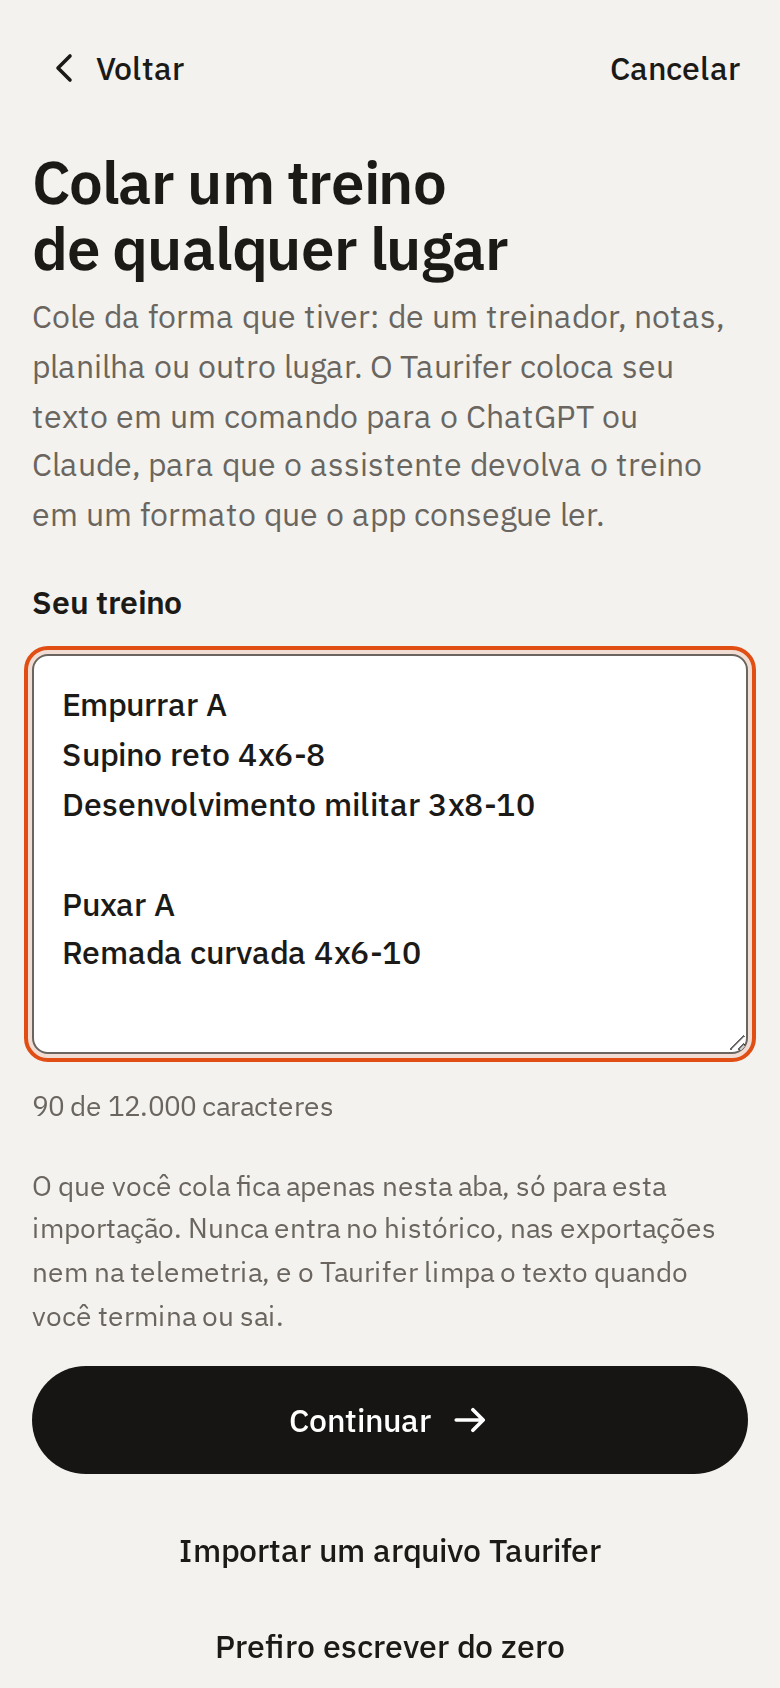 Voltar
Cancelar
Colar um treino
de qualquer lugar
Cole da forma que tiver: de um treinador, notas,
planilha ou outro lugar. O Taurifer coloca seu
texto em um comando para o ChatGPT ou
Claude, para que o assistente devolva o treino
em um formato que o app consegue ler.
Seu treino
Empurrar A
Supino reto 4x6-8
Desenvolvimento militar 3x8-10
Puxar A
Remada curvada 4x6-10
90 de 12.000 caracteres
O que você cola fica apenas nesta aba, só para esta
importação. Nunca entra no histórico, nas exportações
nem na telemetria, e o Taurifer limpa o texto quando
você termina ou sai.
Continuar
Importar um arquivo Taurifer
Prefiro escrever do zero